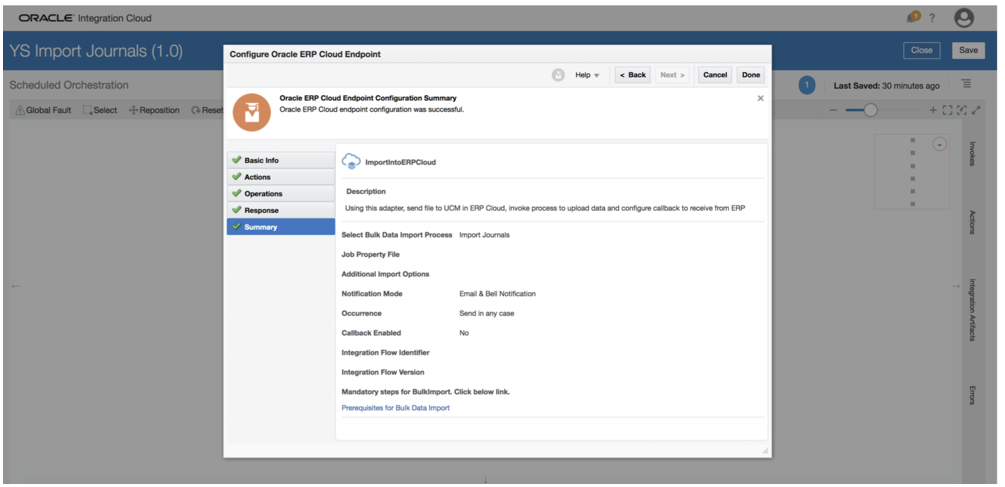 ORACLE Integration Cloud
1
?
YS Import Journals (1.0)
Close
Save
Scheduled Orchestration
1
Last Saved: 30 minutes ago
Global Fault
Select
Reposition
Reset
Configure Oracle ERP Cloud Endpoint
Help
< Back
Next >
Cancel
Done
Oracle ERP Cloud Endpoint Configuration Summary
Oracle ERP Cloud endpoint configuration was successful.
Basic Info
Actions
Operations
Response
Summary
ImportIntoERPCloud
Description
Using this adapter, send file to UCM in ERP Cloud, invoke process to upload data and configure callback to receive from ERP
Select Bulk Data Import Process Import Journals
Job Property File
Additional Import Options
Notification Mode Email & Bell Notification
Occurrence Send in any case
Callback Enabled No
Integration Flow Identifier
Integration Flow Version
Mandatory steps for BulkImport. Click below link.
Prerequisites for Bulk Data Import
Invokes
Actions
Integration Artifacts
Errors